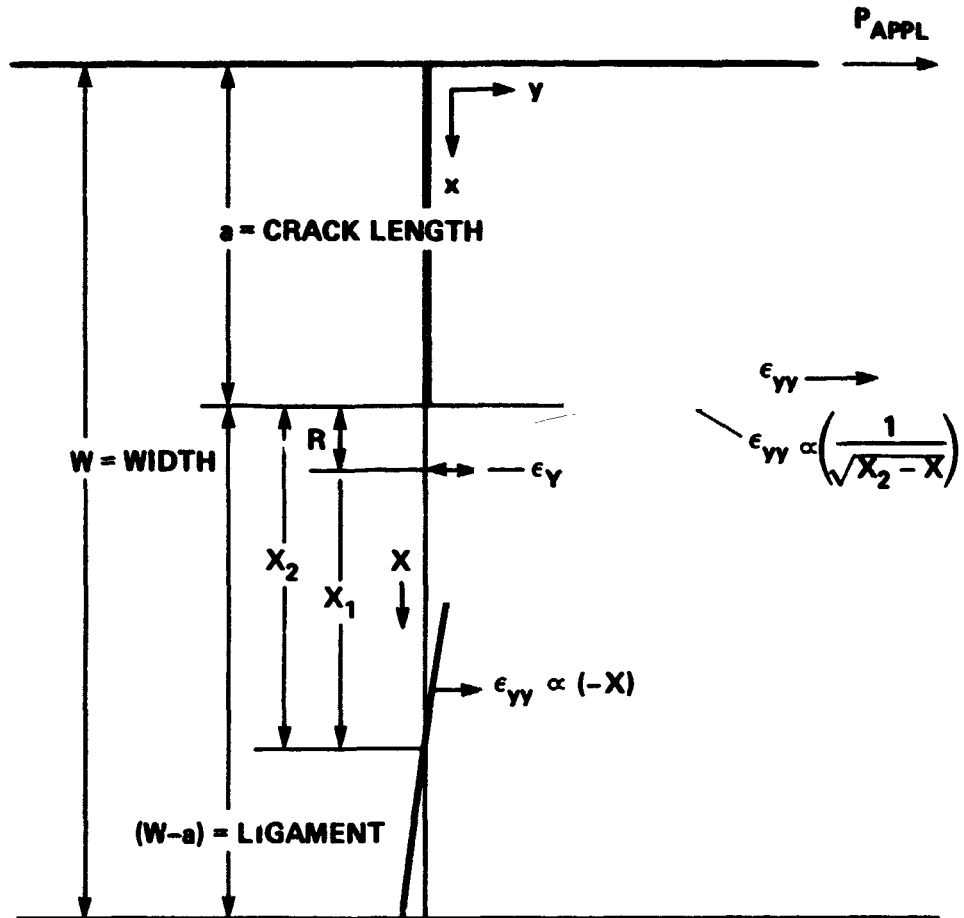 P_APPL
y
x
a = CRACK LENGTH
ε_yy
ε_yy ∝ (1 / √(X_2 − X))
R
W = WIDTH
ε_Y
X_2
X
X_1
ε_yy ∝ (−X)
(W−a) = LIGAMENT